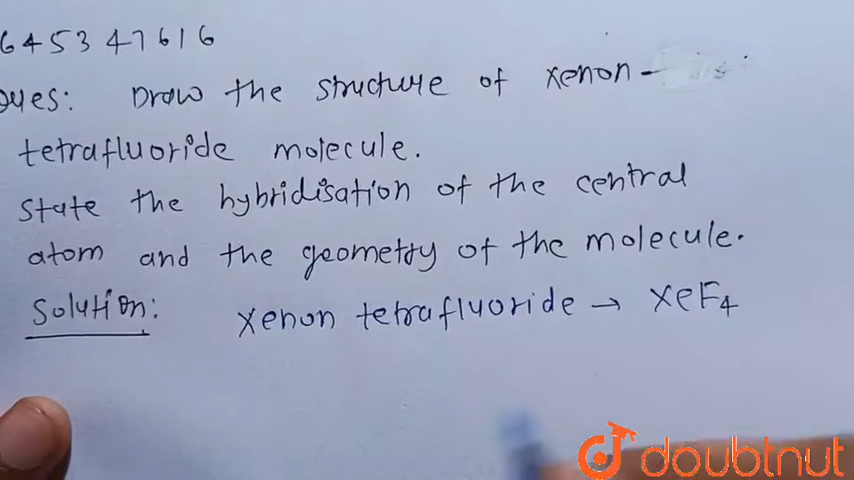 645347616
Ques: Draw the structure of xenon-
tetrafluoride molecule.
State the hybridisation of the central
atom and the geometry of the molecule.
Solution:
Xenon tetrafluoride → XeF₄
doubtnut